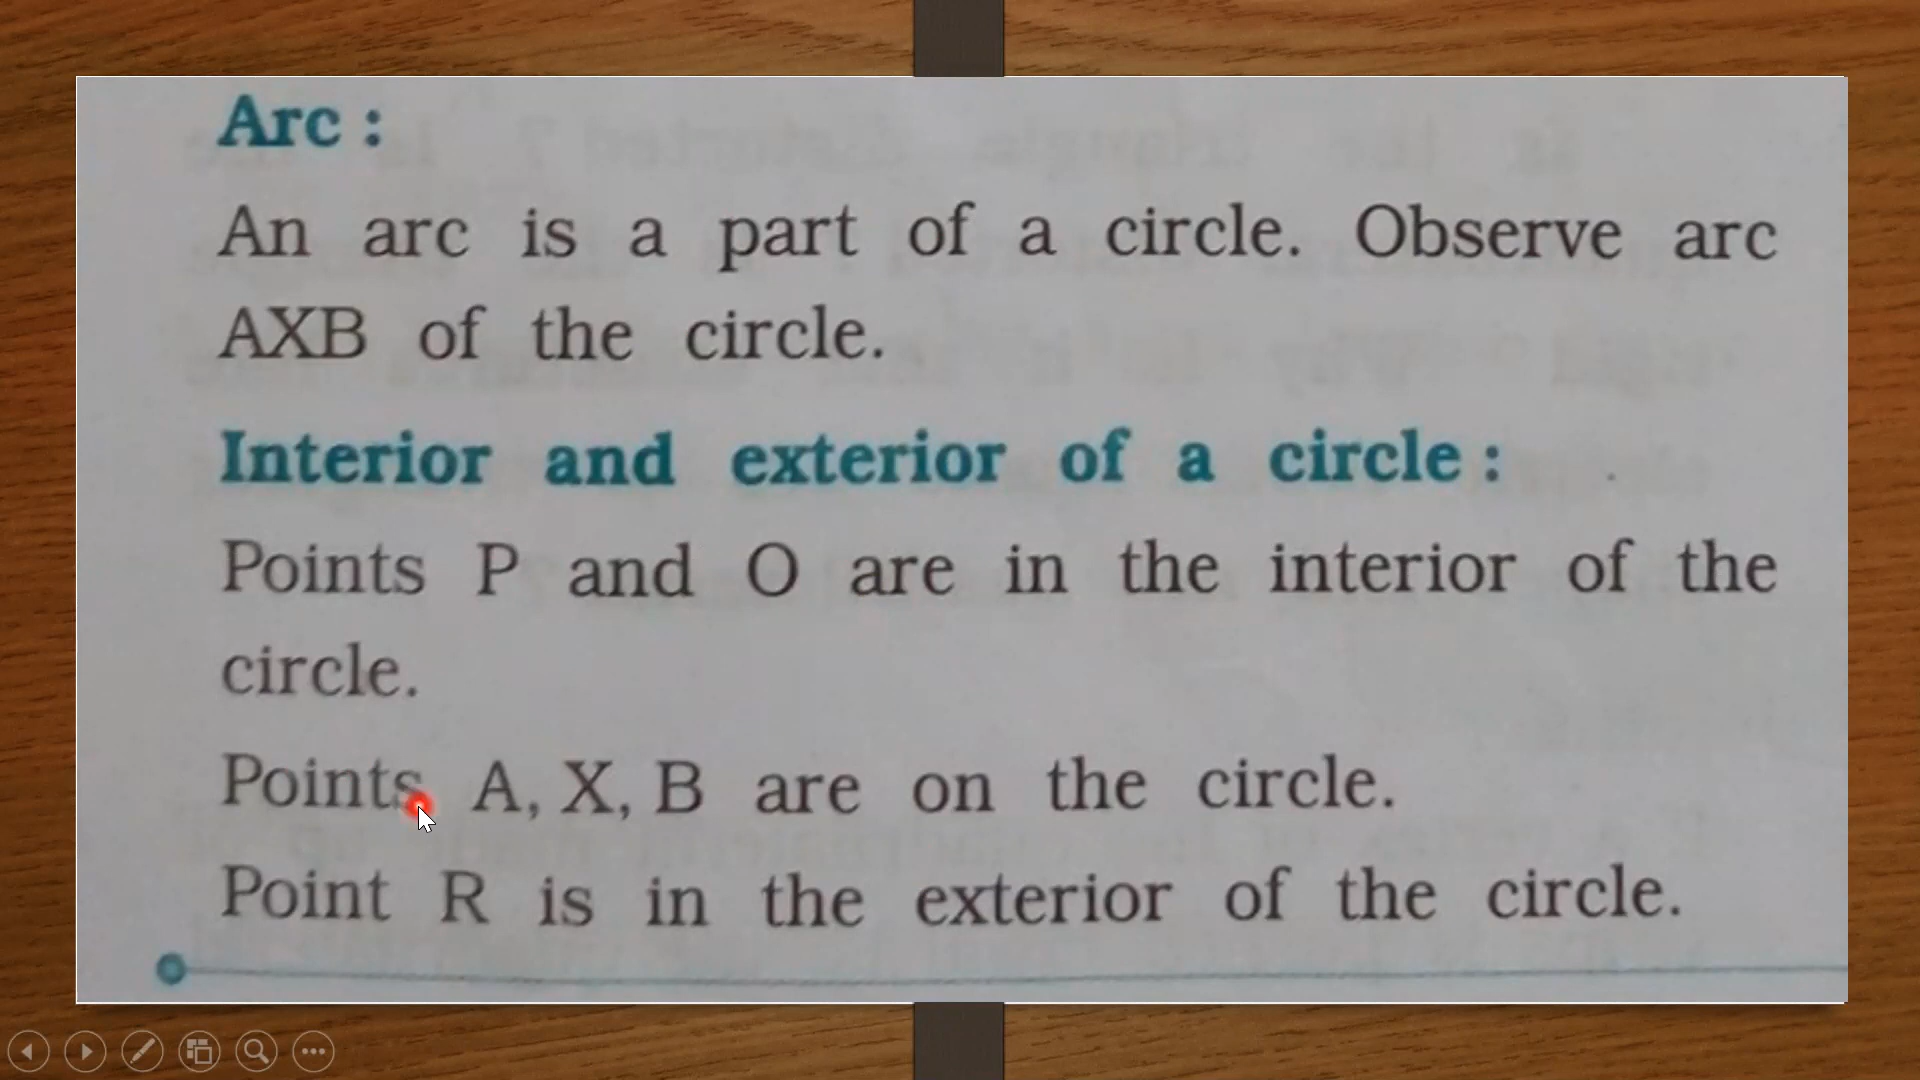 Arc :
An arc is a part of a circle. Observe arc
AXB of the circle.
Interior and exterior of a circle :
Points P and O are in the interior of the
circle.
Points A, X, B are on the circle.
Point R is in the exterior of the circle.